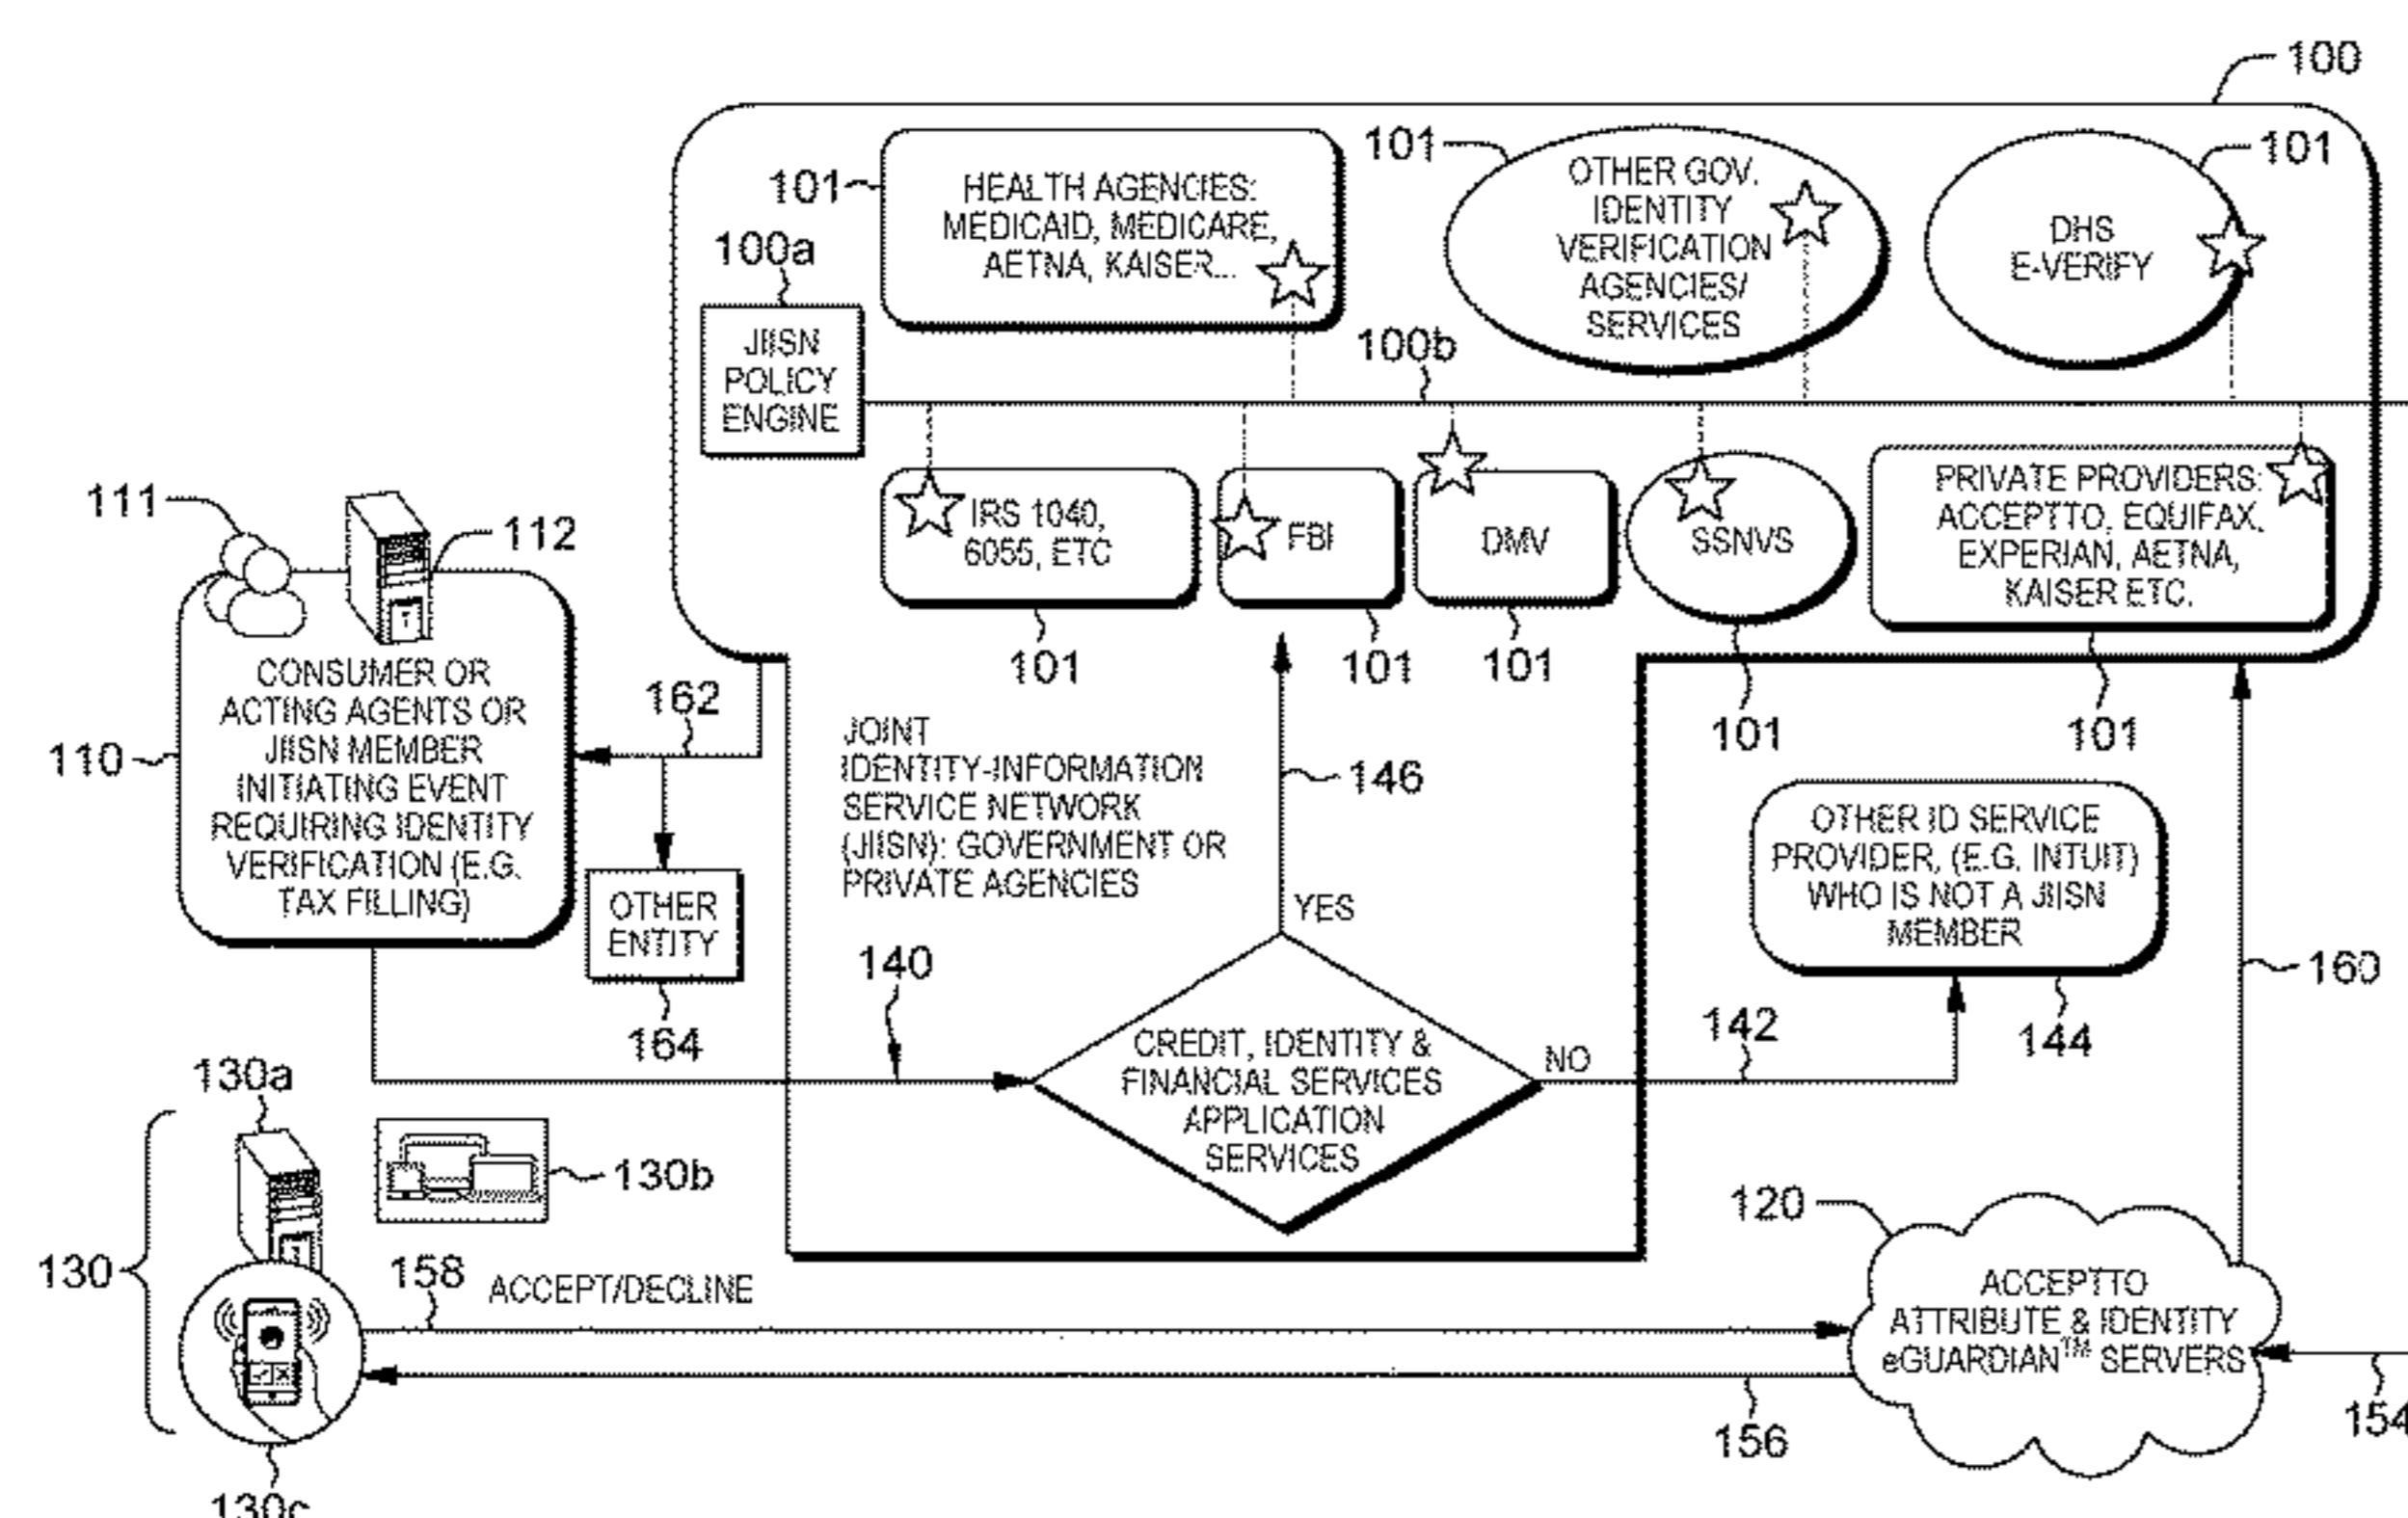 100
101
HEALTH AGENCIES:
MEDICAID, MEDICARE,
AETNA, KAISER...
101
OTHER GOV.
IDENTITY
VERIFICATION
AGENCIES/
SERVICES
101
DHS
E-VERIFY
100a
JIISN
POLICY
ENGINE
100b
IRS 1040,
6055, ETC
101
FBI
101
DMV
101
SSNVS
101
PRIVATE PROVIDERS:
ACCEPTTO, EQUIFAX,
EXPERIAN, AETNA,
KAISER ETC.
101
111
112
110
CONSUMER OR
ACTING AGENTS OR
JIISN MEMBER
INITIATING EVENT
REQUIRING IDENTITY
VERIFICATION (E.G.
TAX FILLING)
162
OTHER
ENTITY
164
JOINT
IDENTITY-INFORMATION
SERVICE NETWORK
(JIISN): GOVERNMENT OR
PRIVATE AGENCIES
146
YES
140
CREDIT, IDENTITY &
FINANCIAL SERVICES
APPLICATION
SERVICES
NO
142
OTHER ID SERVICE
PROVIDER, (E.G. INTUIT)
WHO IS NOT A JIISN
MEMBER
144
160
130a
130b
130
130c
158
ACCEPT/DECLINE
156
120
ACCEPTTO
ATTRIBUTE & IDENTITY
eGUARDIAN™ SERVERS
154